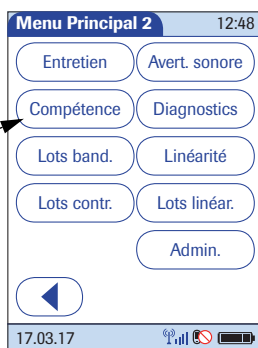 Menu Principal 2 12:48
Entretien Avert. sonore
Compétence Diagnostics
Lots band. Linéarité
Lots contr. Lots linéar.
Admin.
17.03.17